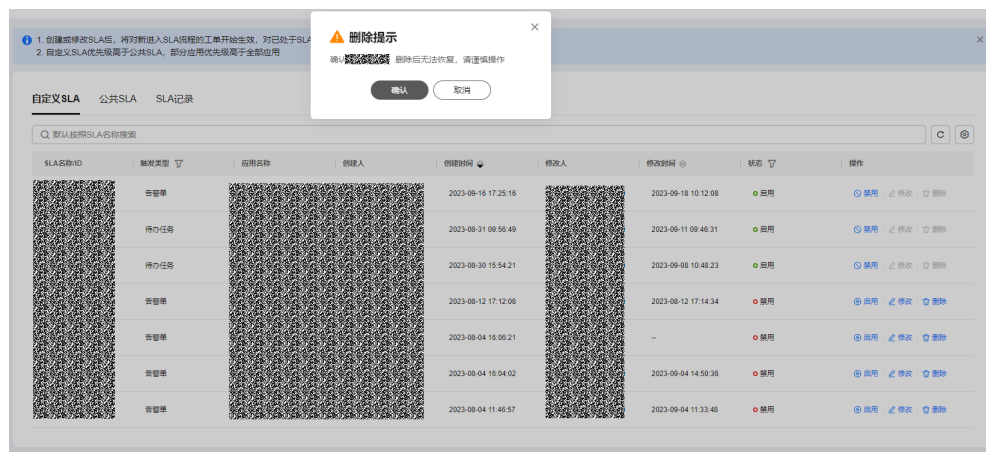 1. 创建或修改SLA后，将对新进入SLA流程的工单开始生效，对已处于SLA
2. 自定义SLA优先级高于公共SLA，部分应用优先级高于全部应用
删除提示
确认 删除后无法恢复，请谨慎操作
确认 取消
自定义SLA 公共SLA SLA记录
默认按照SLA名称搜索
SLA名称/ID 触发类型 应用名称 创建人 创建时间 修改人 修改时间 状态 操作
告警单 2023-09-16 17:25:16 2023-09-18 10:12:08 启用 禁用 修改 删除
待办任务 2023-08-31 09:56:49 2023-09-11 09:46:31 启用 禁用 修改 删除
待办任务 2023-08-30 15:54:21 2023-09-08 10:48:23 启用 禁用 修改 删除
告警单 2023-08-12 17:12:08 2023-08-12 17:14:34 禁用 启用 修改 删除
告警单 2023-08-04 16:06:21 -- 禁用 启用 修改 删除
告警单 2023-08-04 16:04:02 2023-09-04 14:50:36 禁用 启用 修改 删除
告警单 2023-08-04 11:46:57 2023-09-04 11:33:48 禁用 启用 修改 删除